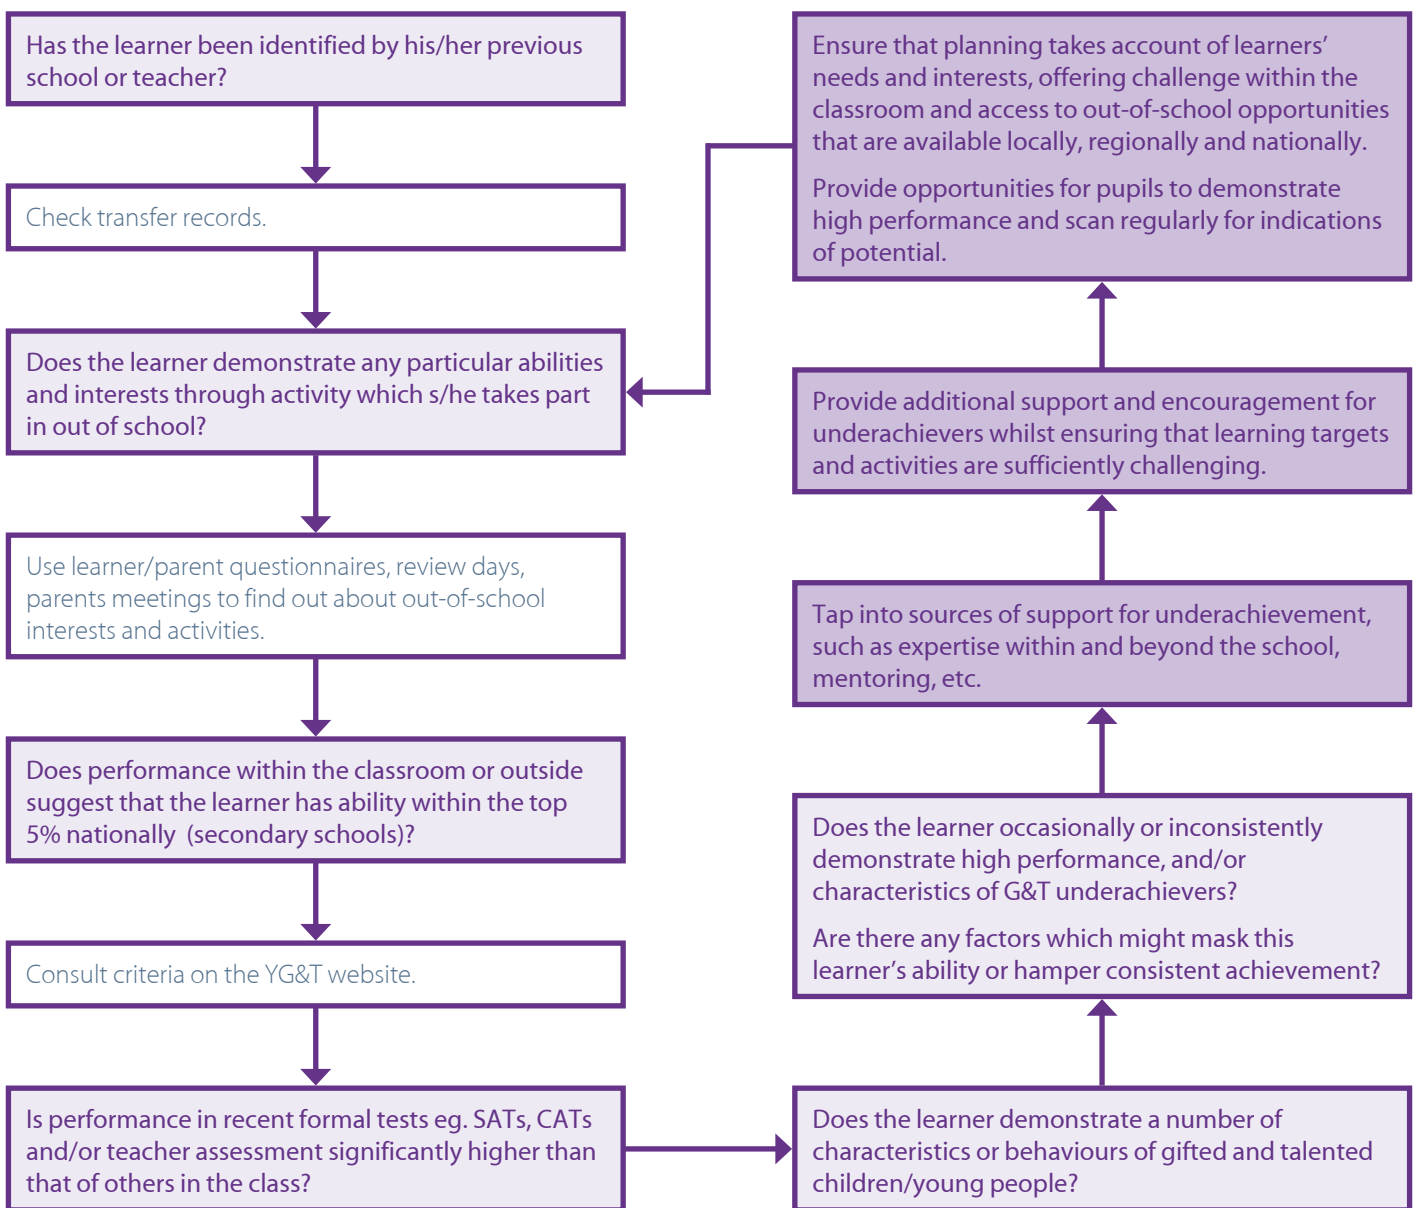 Has the learner been identified by his/her previous
school or teacher?
Check transfer records.
Does the learner demonstrate any particular abilities
and interests through activity which s/he takes part
in out of school?
Use learner/parent questionnaires, review days,
parents meetings to find out about out-of-school
interests and activities.
Does performance within the classroom or outside
suggest that the learner has ability within the top
5% nationally (secondary schools)?
Consult criteria on the YG&T website.
Is performance in recent formal tests eg. SATs, CATs
and/or teacher assessment significantly higher than
that of others in the class?
Does the learner demonstrate a number of
characteristics or behaviours of gifted and talented
children/young people?
Does the learner occasionally or inconsistently
demonstrate high performance, and/or
characteristics of G&T underachievers?
Are there any factors which might mask this
learner's ability or hamper consistent achievement?
Tap into sources of support for underachievement,
such as expertise within and beyond the school,
mentoring, etc.
Provide additional support and encouragement for
underachievers whilst ensuring that learning targets
and activities are sufficiently challenging.
Ensure that planning takes account of learners'
needs and interests, offering challenge within the
classroom and access to out-of-school opportunities
that are available locally, regionally and nationally.
Provide opportunities for pupils to demonstrate
high performance and scan regularly for indications
of potential.